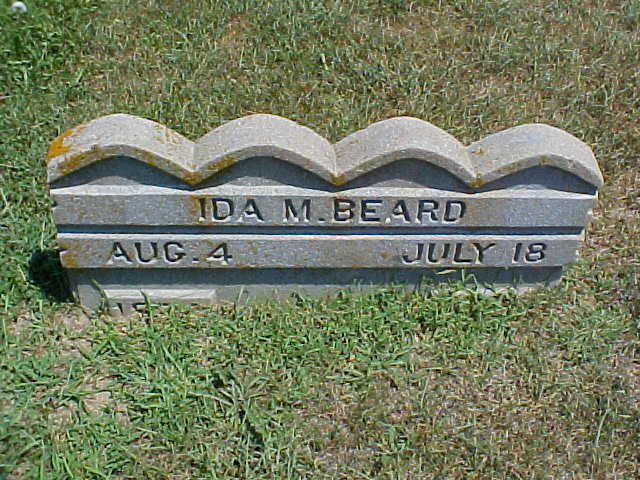 IDA M. BEARD
AUG. 4 JULY 18